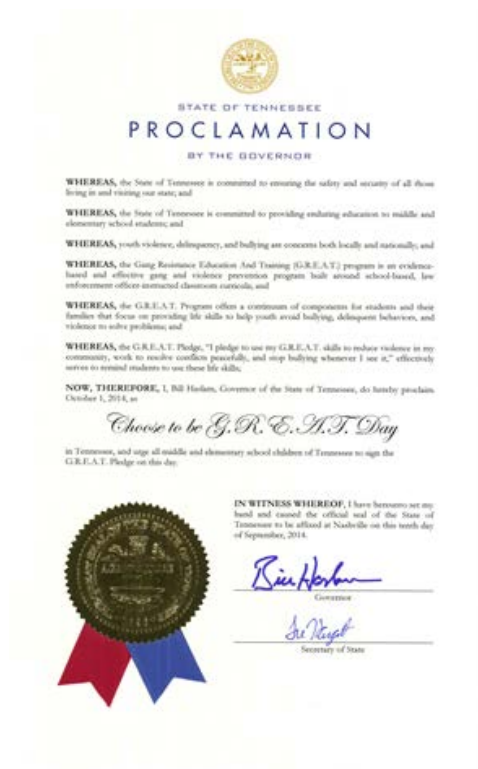 STATE OF TENNESSEE
PROCLAMATION
BY THE GOVERNOR
WHEREAS, the State of Tennessee is committed to ensuring the safety and security of all those
living in and visiting our state; and
WHEREAS, the State of Tennessee is committed to providing enduring education to middle and
elementary school students; and
WHEREAS, youth violence, delinquency, and bullying are concerns both locally and nationally; and
WHEREAS, the Gang Resistance Education And Training (G.R.E.A.T.) program is an evidence-
based and effective gang and violence prevention program built around school-based, law
enforcement officer-instructed classroom curricula; and
WHEREAS, the G.R.E.A.T. Program offers a continuum of components for students and their
families that focus on providing life skills to help youth avoid bullying, delinquent behaviors, and
violence to solve problems; and
WHEREAS, the G.R.E.A.T. Pledge, "I pledge to use my G.R.E.A.T. skills to reduce violence in my
community, work to resolve conflicts peacefully, and stop bullying whenever I see it," effectively
serves to remind students to use these life skills;
NOW, THEREFORE, I, Bill Haslam, Governor of the State of Tennessee, do hereby proclaim
October 1, 2014, as
Choose to be G.R.E.A.T. Day
in Tennessee, and urge all middle and elementary school children of Tennessee to sign the
G.R.E.A.T. Pledge on this day.
IN WITNESS WHEREOF, I have hereunto set my
hand and caused the official seal of the State of
Tennessee to be affixed at Nashville on this tenth day
of September, 2014.
Bill Haslam
Governor
Secretary of State